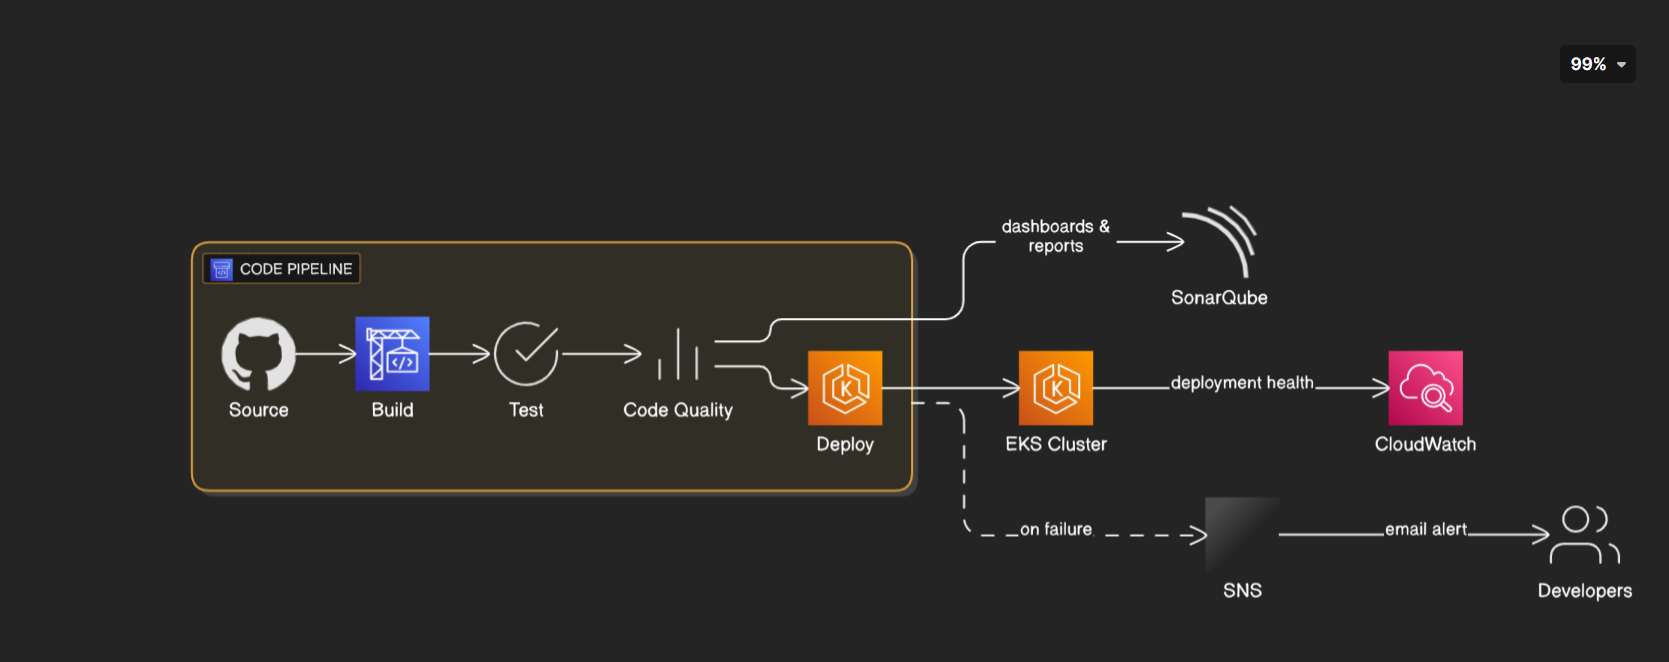 99%
CODE PIPELINE
Source
Build
Test
Code Quality
Deploy
dashboards &
reports
SonarQube
EKS Cluster
deployment health
CloudWatch
on failure
SNS
email alert
Developers